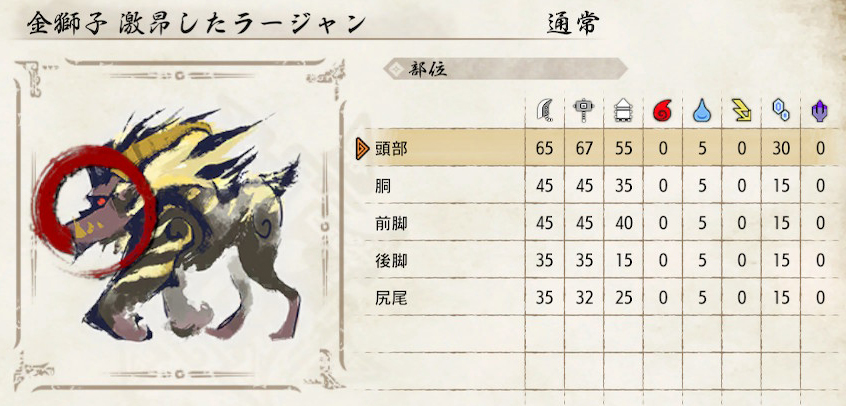 金獅子 激昂したラージャン
通常
部位
頭部 65 67 55 0 5 0 30 0
胴 45 45 35 0 5 0 15 0
前脚 45 45 40 0 5 0 15 0
後脚 35 35 15 0 5 0 15 0
尻尾 35 32 25 0 5 0 15 0